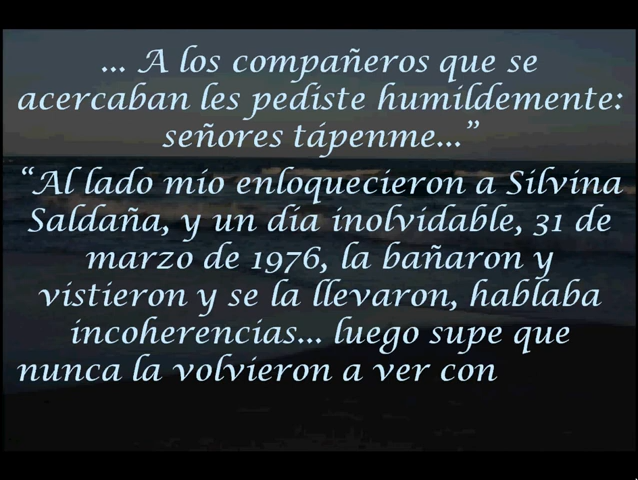 ... A los compañeros que se
acercaban les pediste humildemente:
señores tápenme...”
“Al lado mío enloquecieron a Silvina
Saldaña, y un día inolvidable, 31 de
marzo de 1976, la bañaron y
vistieron y se la llevaron, hablaba
incoherencias... luego supe que
nunca la volvieron a ver con